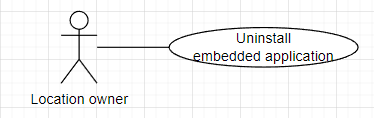 Uninstall
embedded application
Location owner